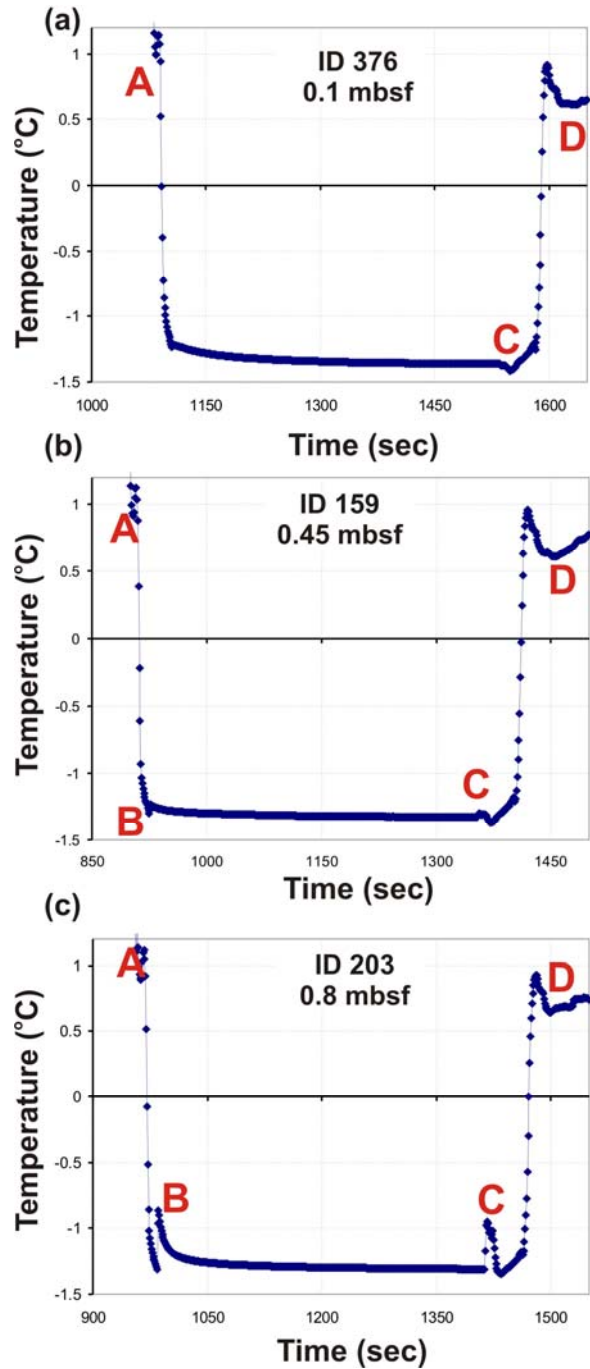 (a)
ID 376
0.1 mbsf
A
C
D
1
0.5
0
-0.5
-1
-1.5
Temperature (°C)
1000 1150 1300 1450 1600
Time (sec)
(b)
ID 159
0.45 mbsf
A
B
C
D
1
0.5
0
-0.5
-1
-1.5
Temperature (°C)
850 1000 1150 1300 1450
Time (sec)
(c)
ID 203
0.8 mbsf
A
B
C
D
1
0.5
0
-0.5
-1
-1.5
Temperature (°C)
900 1050 1200 1350 1500
Time (sec)